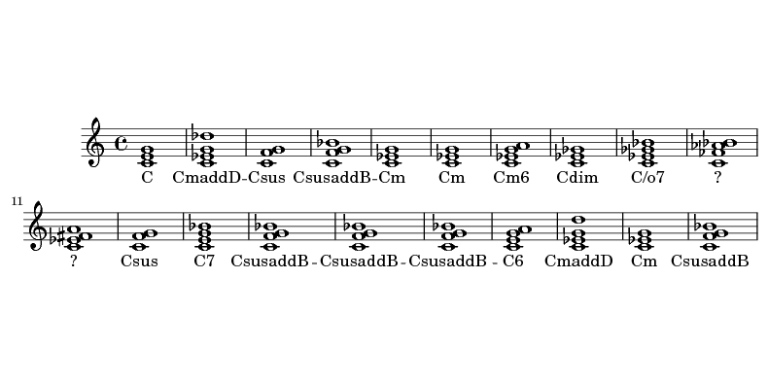 C CmaddD – Csus CsusaddB – Cm Cm Cm6 Cdim C/o7 ?
11
? Csus C7 CsusaddB – CsusaddB – CsusaddB – C6 CmaddD Cm CsusaddB